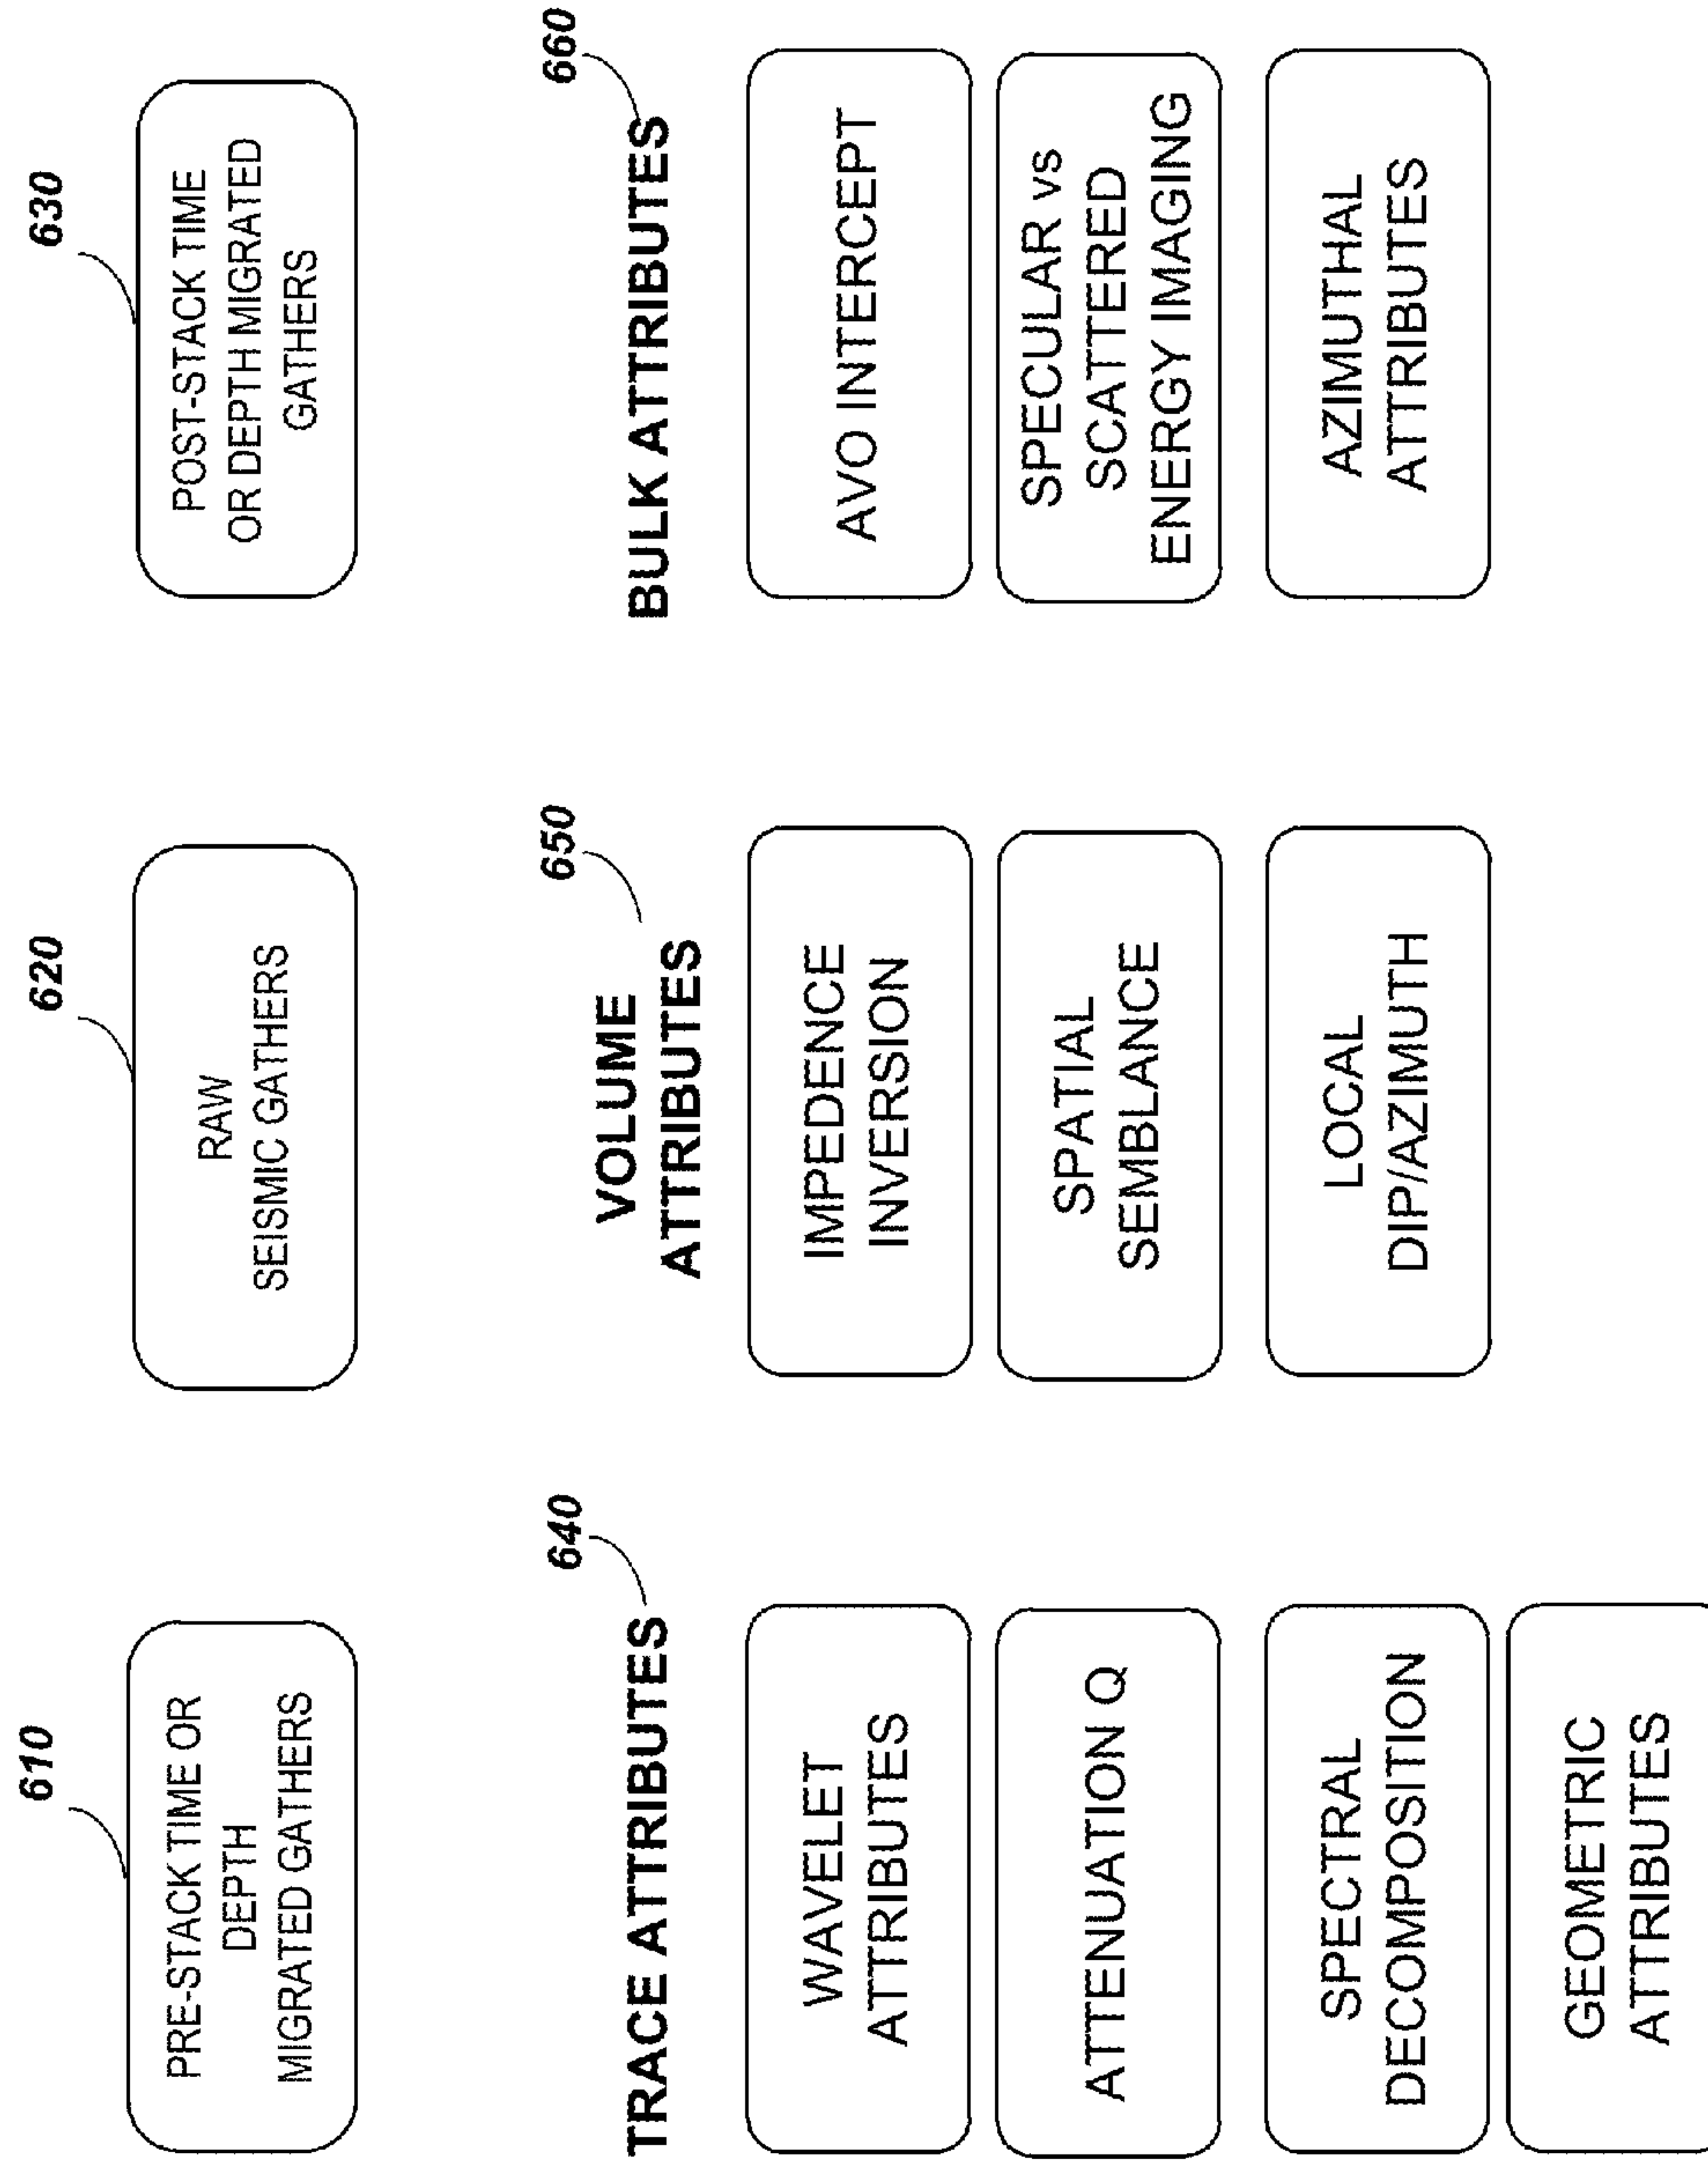 610
PRE-STACK TIME OR
DEPTH
MIGRATED GATHERS
620
RAW
SEISMIC GATHERS
630
POST-STACK TIME
OR DEPTH MIGRATED
GATHERS
640
TRACE ATTRIBUTES
WAVELET
ATTRIBUTES
ATTENUATION Q
SPECTRAL
DECOMPOSITION
GEOMETRIC
ATTRIBUTES
650
VOLUME
ATTRIBUTES
IMPEDENCE
INVERSION
SPATIAL
SEMBLANCE
LOCAL
DIP/AZIMUTH
660
BULK ATTRIBUTES
AVO INTERCEPT
SPECULAR vs
SCATTERED
ENERGY IMAGING
AZIMUTHAL
ATTRIBUTES